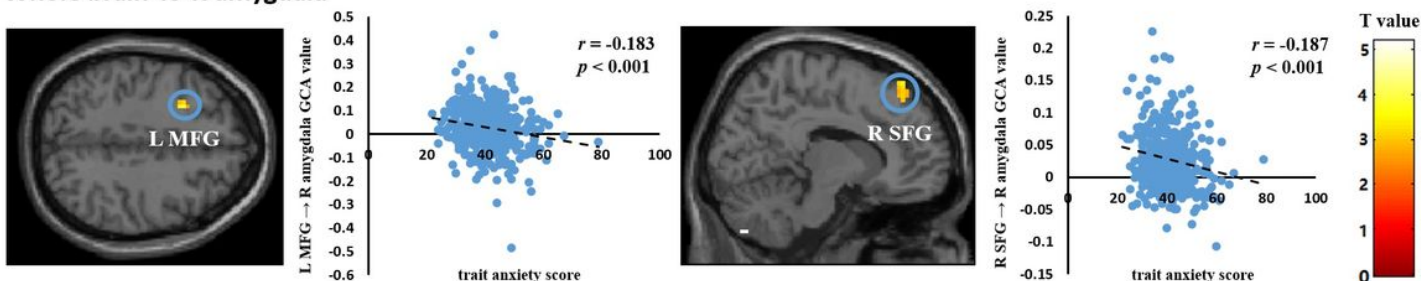 L MFG
L MFG → R amygdala GCA value
0.5
0.4
0.3
0.2
0.1
0
-0.1
-0.2
-0.3
-0.4
-0.5
-0.6
0 20 40 60 80 100
r = -0.183
p < 0.001
trait anxiety score
R SFG
R SFG → R amygdala GCA value
0.25
0.2
0.15
0.1
0.05
0
-0.05
-0.1
-0.15
0 20 40 60 80 100
r = -0.187
p < 0.001
trait anxiety score
T value
5
4
3
2
1
0